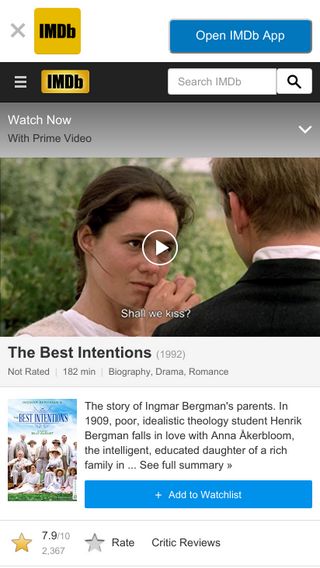 IMDb
Open IMDb App
IMDb
Search IMDb
Watch Now
With Prime Video
Shall we kiss?
The Best Intentions (1992)
Not Rated | 182 min | Biography, Drama, Romance
THE BEST INTENTIONS
The story of Ingmar Bergman's parents. In
1909, poor, idealistic theology student Henrik
Bergman falls in love with Anna Åkerbloom,
the intelligent, educated daughter of a rich
family in ... See full summary »
+ Add to Watchlist
7.9/10
2,367
Rate
Critic Reviews